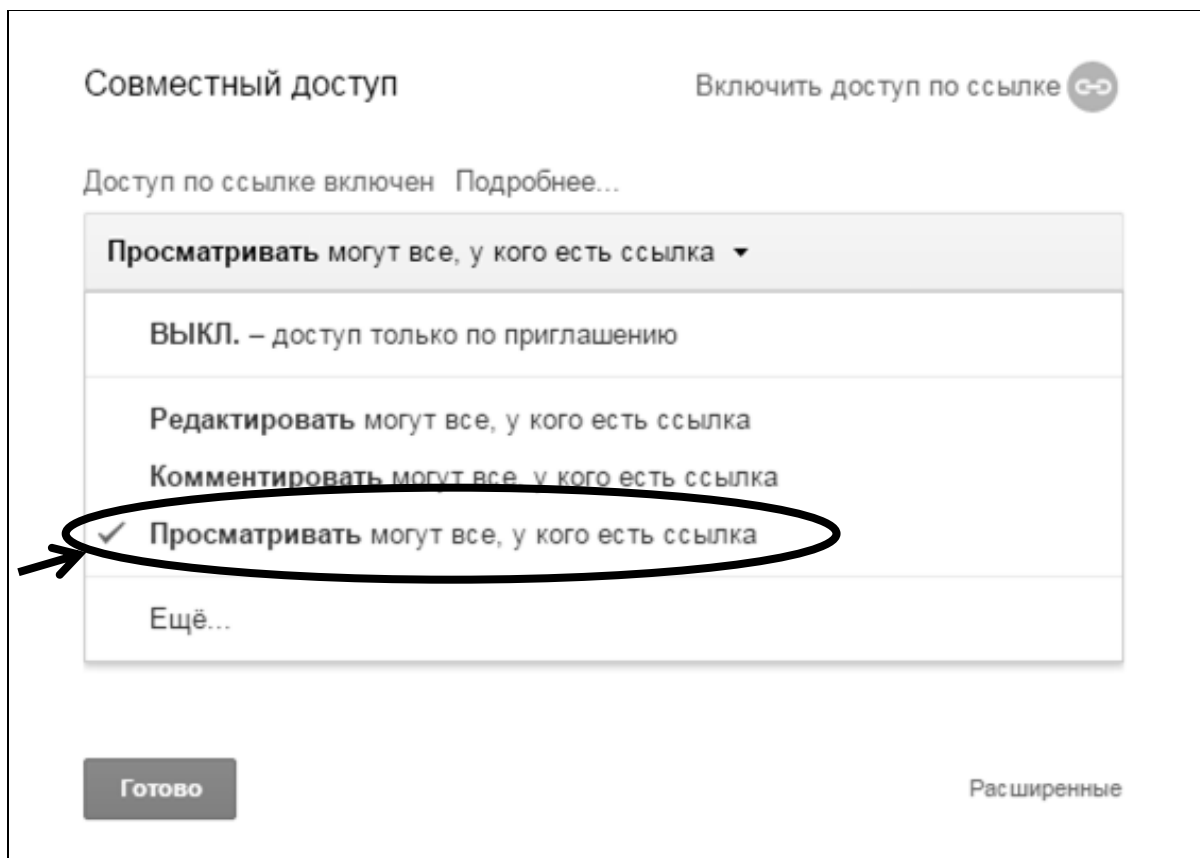 Совместный доступ
Включить доступ по ссылке
Доступ по ссылке включен Подробнее...
Просматривать могут все, у кого есть ссылка
ВЫКЛ. – доступ только по приглашению
Редактировать могут все, у кого есть ссылка
Комментировать могут все, у кого есть ссылка
Просматривать могут все, у кого есть ссылка
Ещё...
Готово
Расширенные